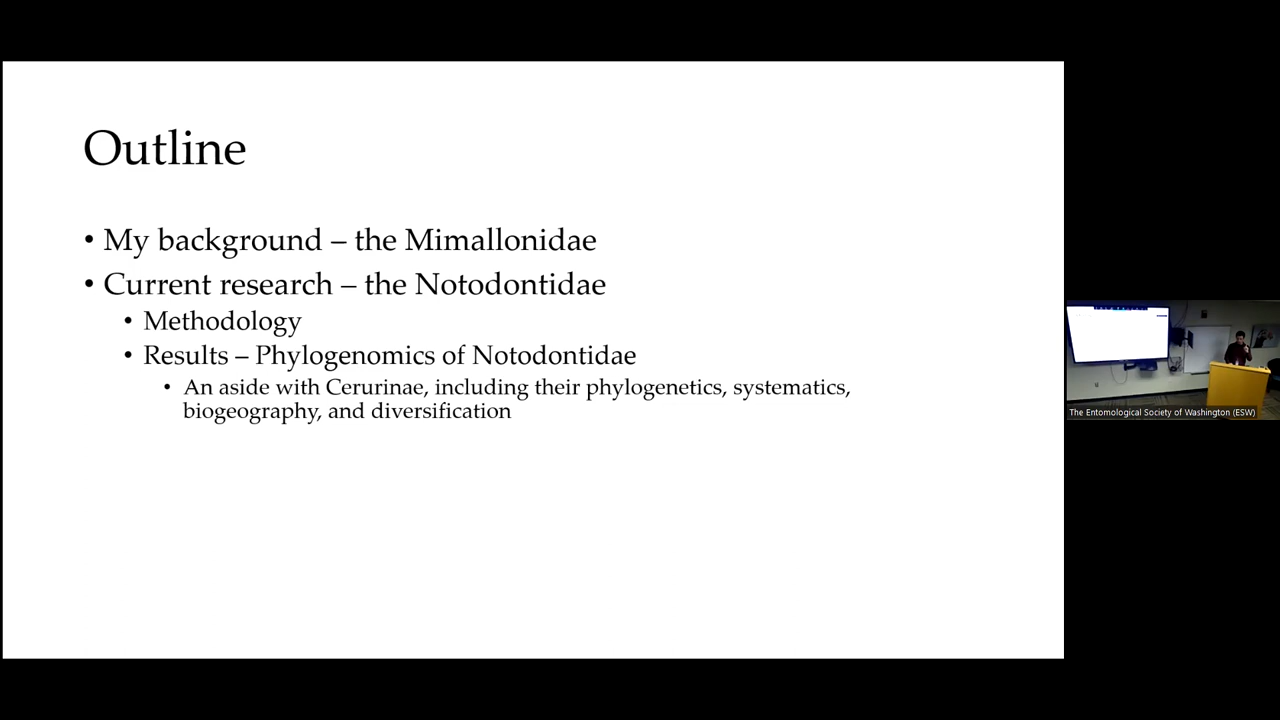 Outline
• My background – the Mimallonidae
• Current research – the Notodontidae
• Methodology
• Results – Phylogenomics of Notodontidae
• An aside with Cerurinae, including their phylogenetics, systematics,
biogeography, and diversification
The Entomological Society of Washington (ESW)